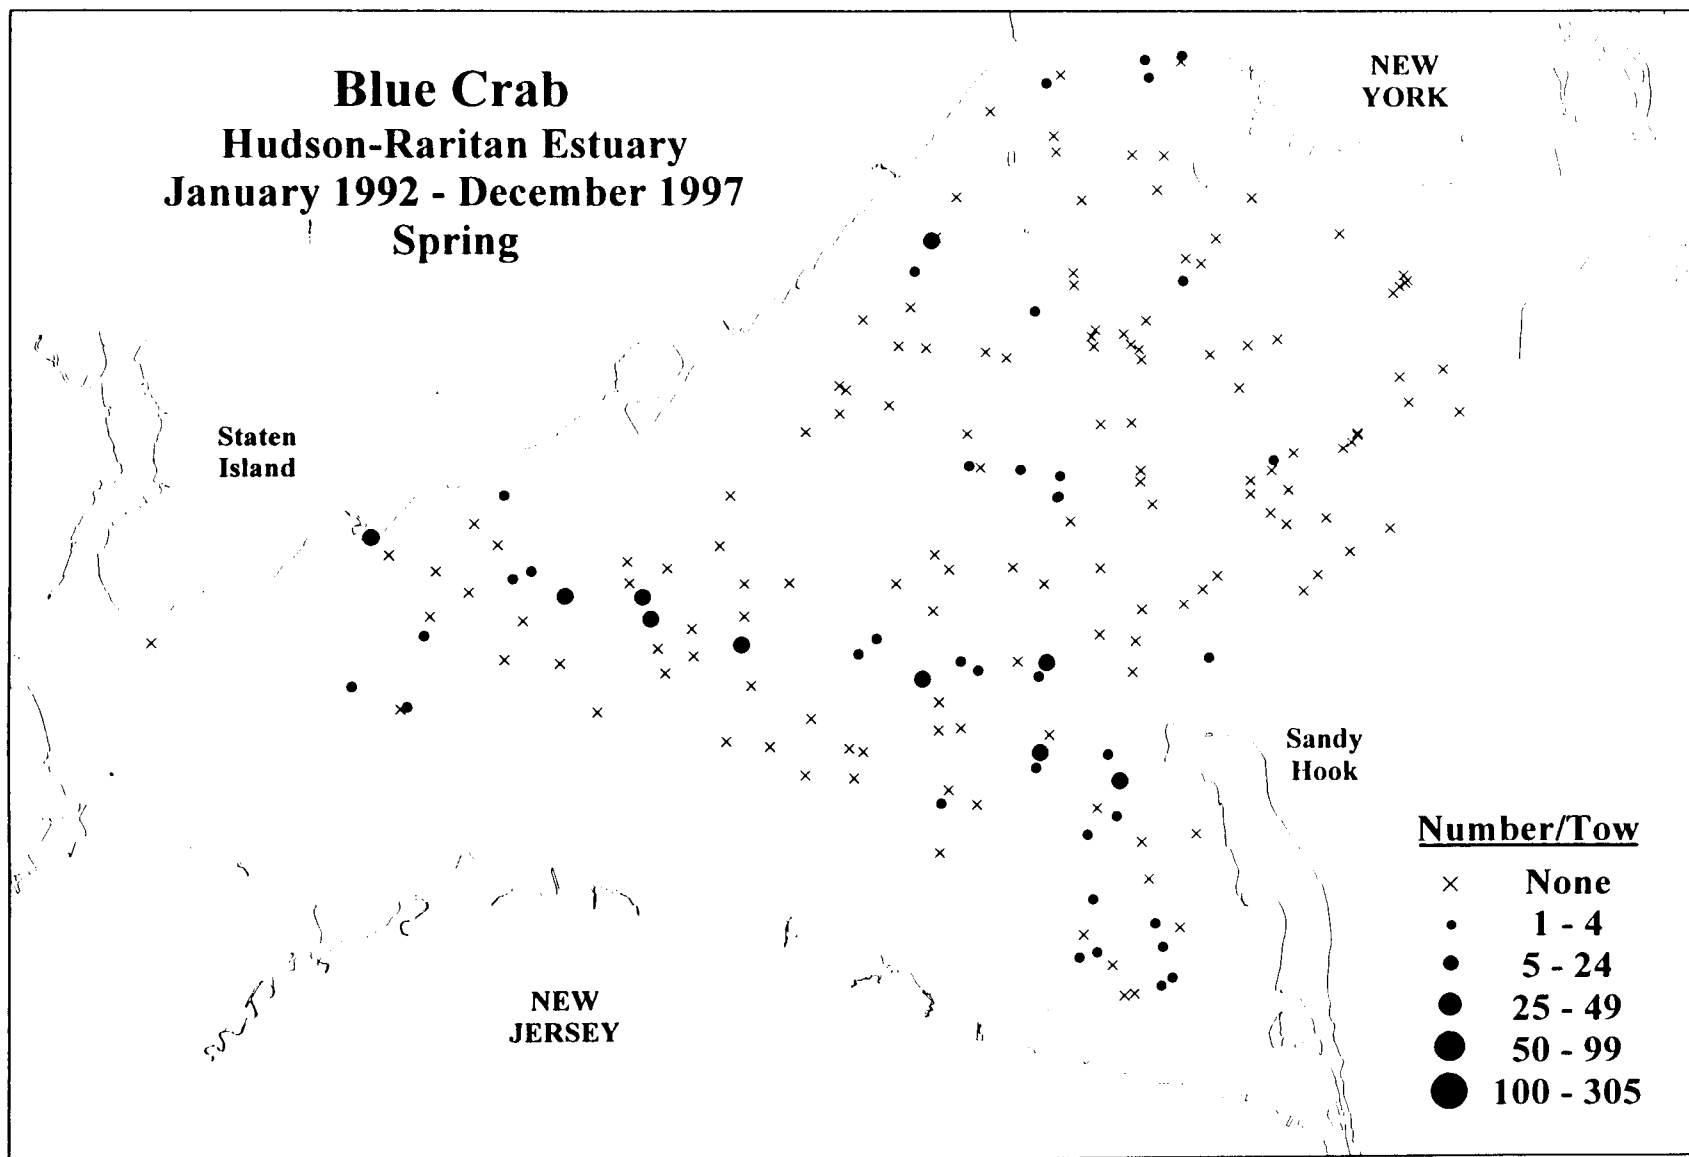 Blue Crab
Hudson-Raritan Estuary
January 1992 - December 1997
Spring
NEW
YORK
Staten
Island
Sandy
Hook
NEW
JERSEY
Number/Tow
None
1 - 4
5 - 24
25 - 49
50 - 99
100 - 305